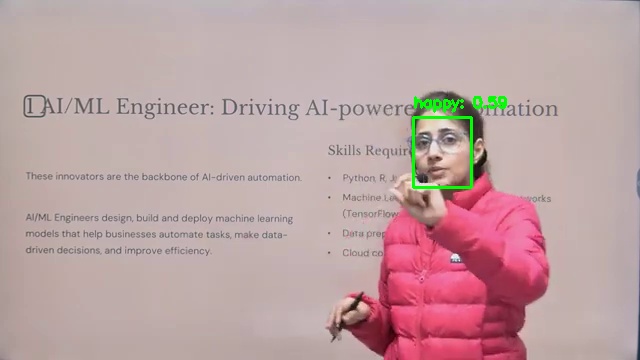 1 AI/ML Engineer: Driving AI-powere mation
happy: 0.59
Skills Requir
These innovators are the backbone of AI-driven automation.
Python, R, J
AI/ML Engineers design, build and deploy machine learning
models that help businesses automate tasks, make data-
driven decisions, and improve efficiency.
Machine Le works
(TensorFlow
Data prep
Cloud co